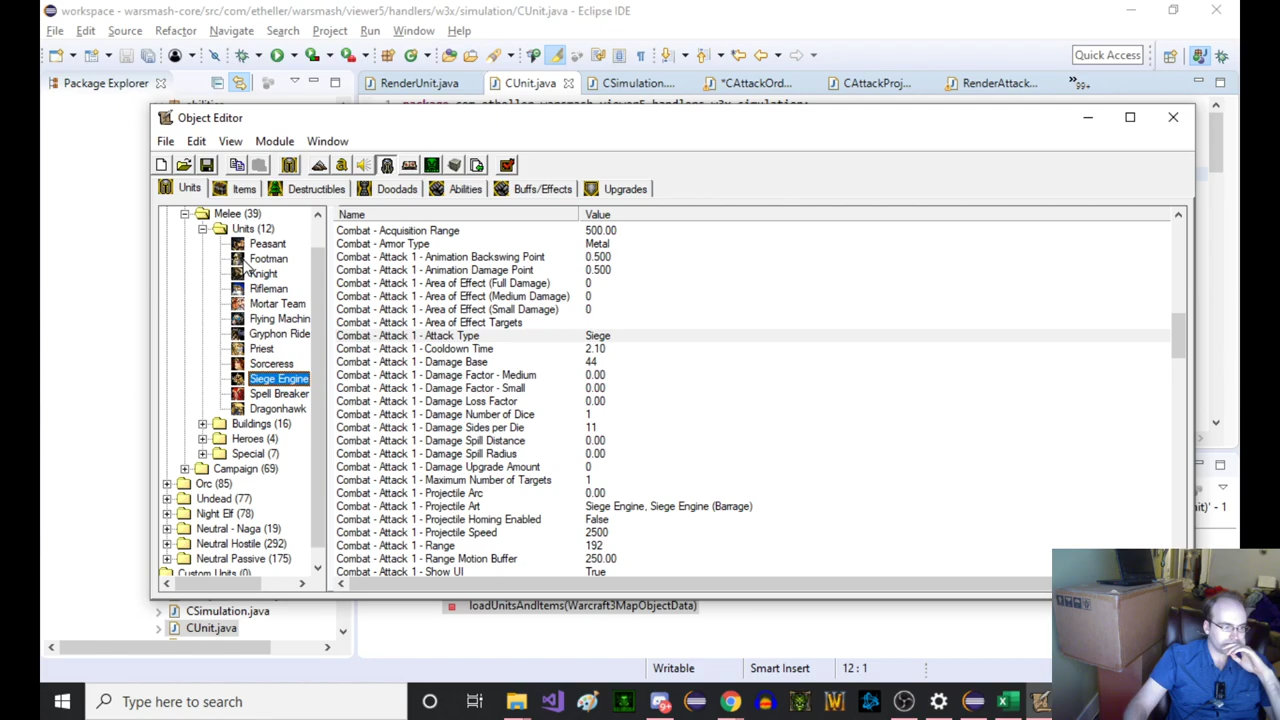 workspace - warsmash-core/src/com/etheller/warsmash/viewer5/handlers/w3x/simulation/CUnit.java - Eclipse IDE
File Edit Source Refactor Navigate Search Project Run Window Help
Quick Access
Package Explorer
RenderUnit.java CUnit.java CSimulation.... *CAttackOrd... CAttackProj... RenderAttack... »99+
Object Editor
File Edit View Module Window
Units Items Destructibles Doodads Abilities Buffs/Effects Upgrades
Melee (39)
Units (12)
Peasant
Footman
Knight
Rifleman
Mortar Team
Flying Machin
Gryphon Ride
Priest
Sorceress
Siege Engine
Spell Breaker
Dragonhawk
Buildings (16)
Heroes (4)
Special (7)
Campaign (69)
Orc (85)
Undead (77)
Night Elf (78)
Neutral - Naga (19)
Neutral Hostile (292)
Neutral Passive (175)
Custom Units (0)
Name Value
Combat - Acquisition Range 500.00
Combat - Armor Type Metal
Combat - Attack 1 - Animation Backswing Point 0.500
Combat - Attack 1 - Animation Damage Point 0.500
Combat - Attack 1 - Area of Effect (Full Damage) 0
Combat - Attack 1 - Area of Effect (Medium Damage) 0
Combat - Attack 1 - Area of Effect (Small Damage) 0
Combat - Attack 1 - Area of Effect Targets
Combat - Attack 1 - Attack Type Siege
Combat - Attack 1 - Cooldown Time 2.10
Combat - Attack 1 - Damage Base 44
Combat - Attack 1 - Damage Factor - Medium 0.00
Combat - Attack 1 - Damage Factor - Small 0.00
Combat - Attack 1 - Damage Loss Factor 0.00
Combat - Attack 1 - Damage Number of Dice 1
Combat - Attack 1 - Damage Sides per Die 11
Combat - Attack 1 - Damage Spill Distance 0.00
Combat - Attack 1 - Damage Spill Radius 0.00
Combat - Attack 1 - Damage Upgrade Amount 0
Combat - Attack 1 - Maximum Number of Targets 1
Combat - Attack 1 - Projectile Arc 0.00
Combat - Attack 1 - Projectile Art Siege Engine, Siege Engine (Barrage)
Combat - Attack 1 - Projectile Homing Enabled False
Combat - Attack 1 - Projectile Speed 2500
Combat - Attack 1 - Range 192
Combat - Attack 1 - Range Motion Buffer 250.00
Combat - Attack 1 - Show UI True
it)' - 1
CSimulation.java
CUnit.java
loadUnitsAndItems(Warcraft3MapObjectData)
Writable Smart Insert 12 : 1
Type here to search